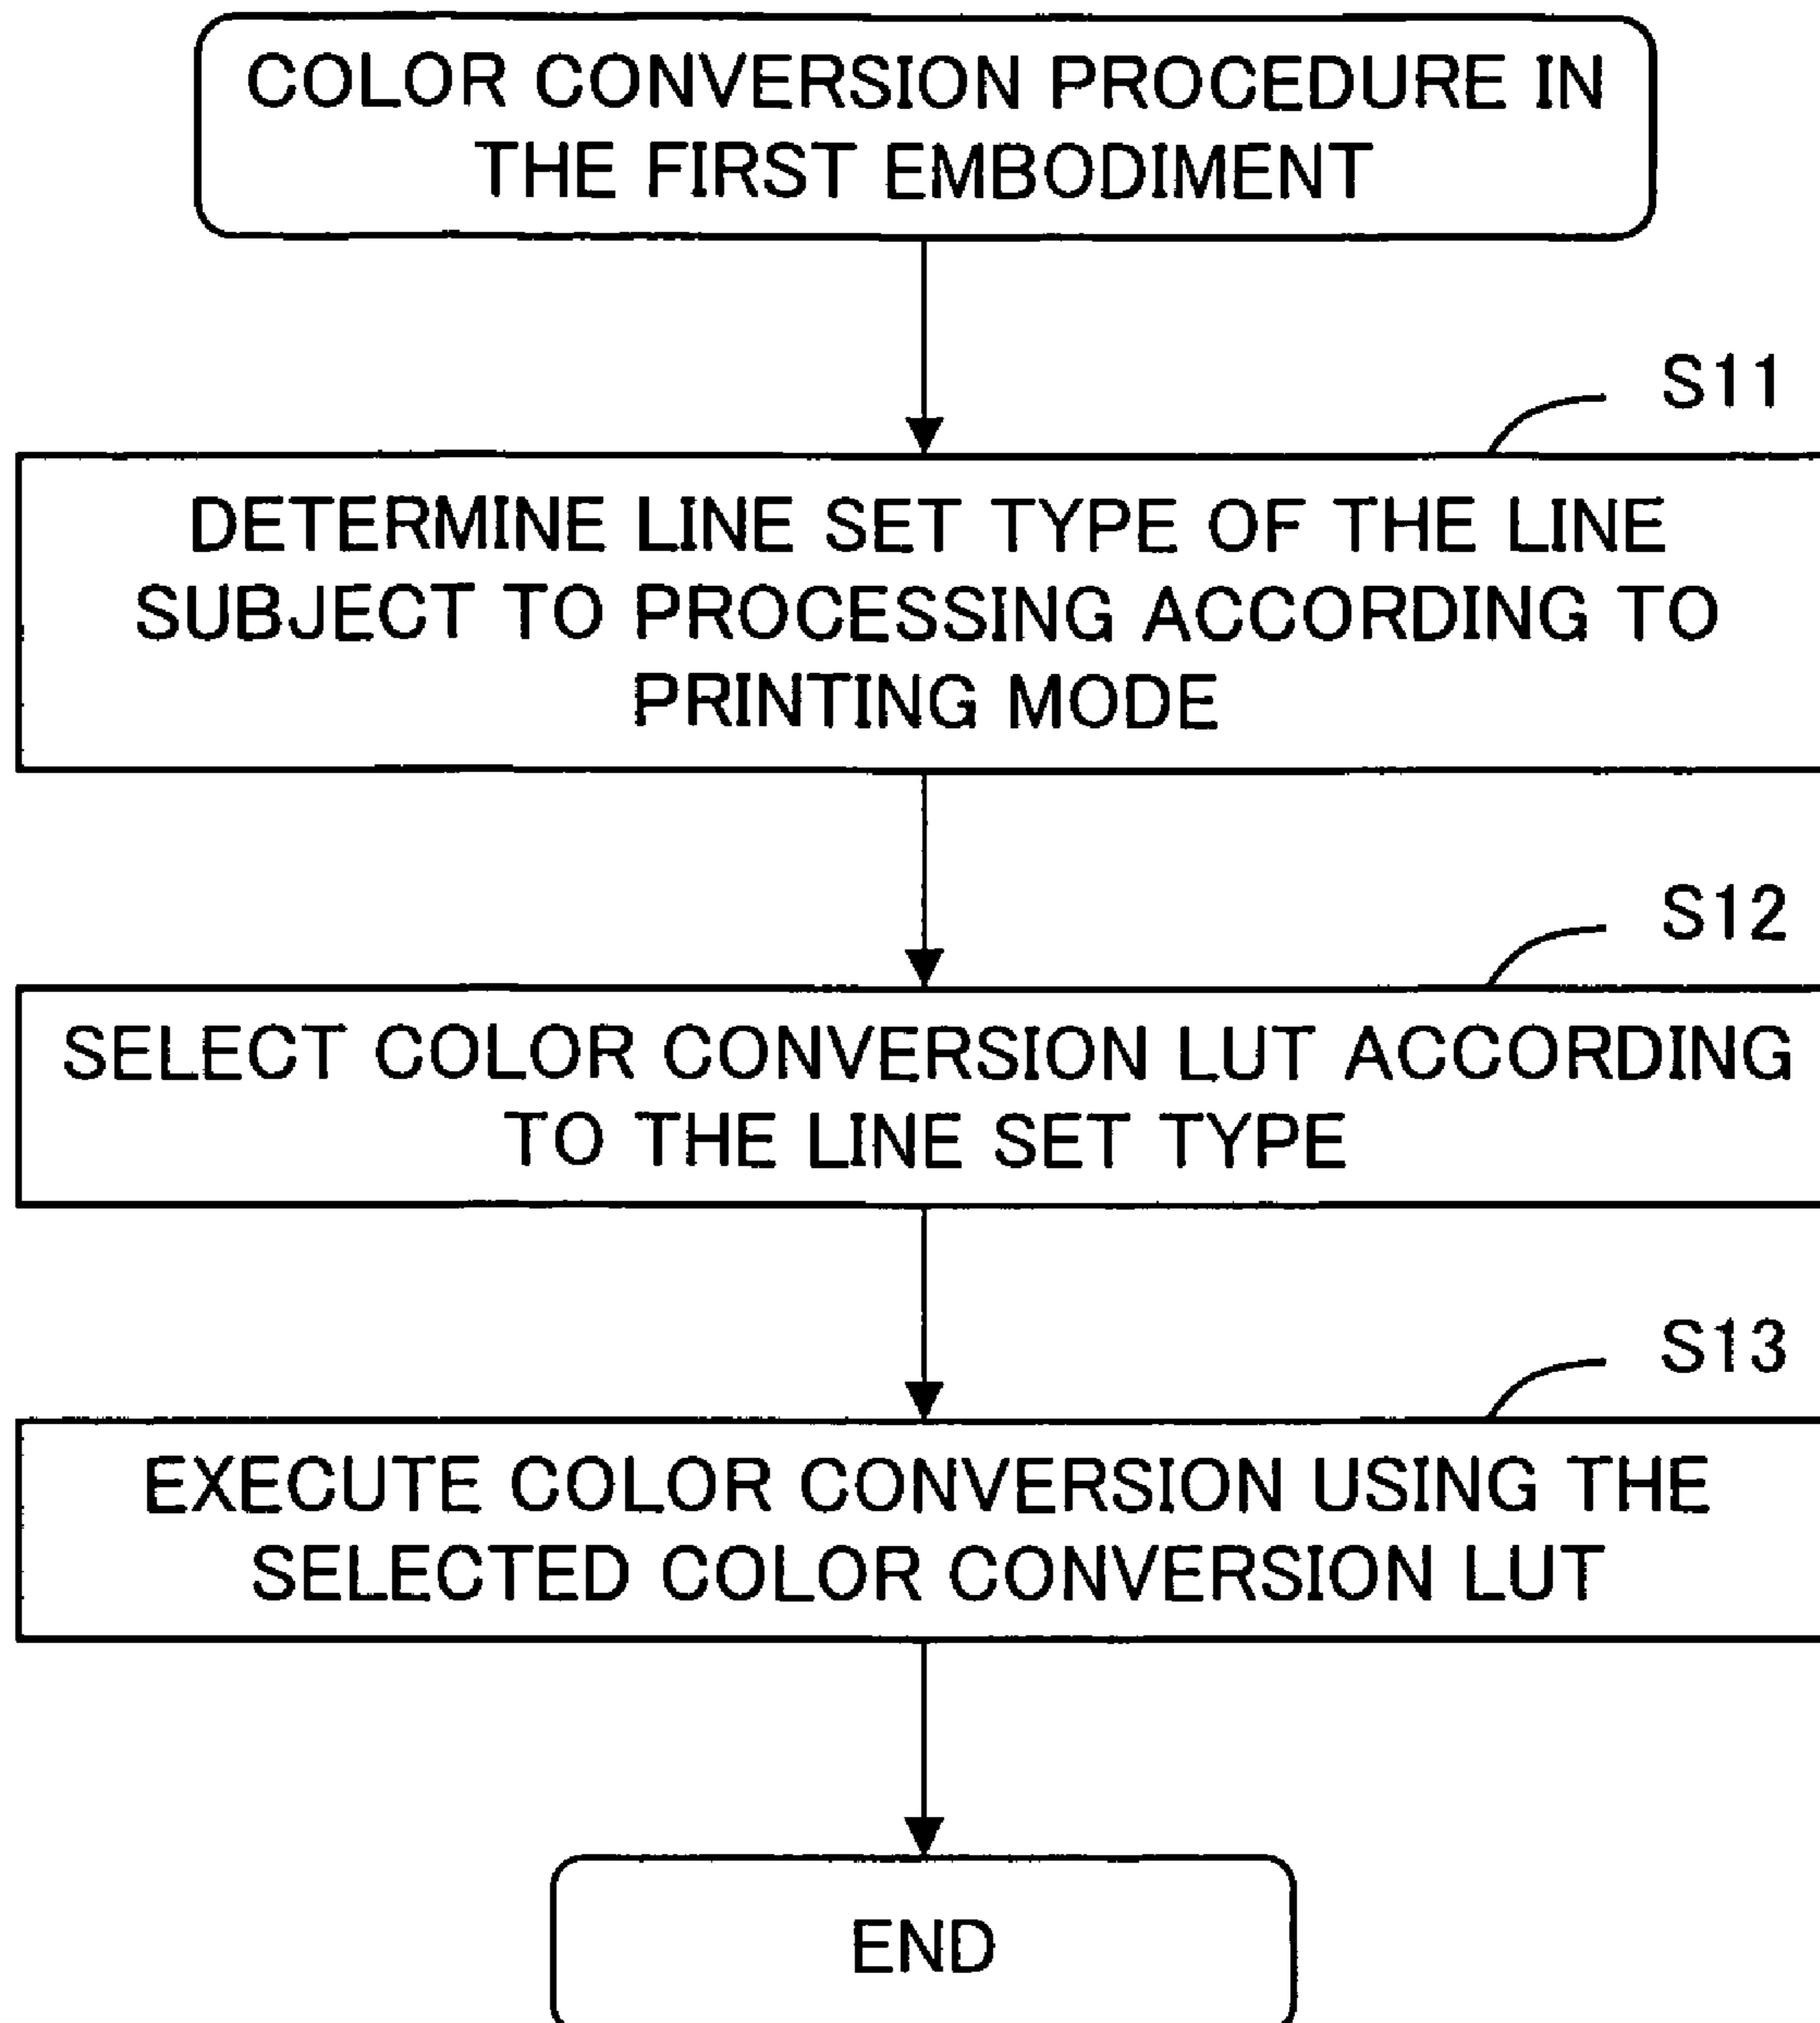 COLOR CONVERSION PROCEDURE IN
THE FIRST EMBODIMENT
S11
DETERMINE LINE SET TYPE OF THE LINE
SUBJECT TO PROCESSING ACCORDING TO
PRINTING MODE
S12
SELECT COLOR CONVERSION LUT ACCORDING
TO THE LINE SET TYPE
S13
EXECUTE COLOR CONVERSION USING THE
SELECTED COLOR CONVERSION LUT
END